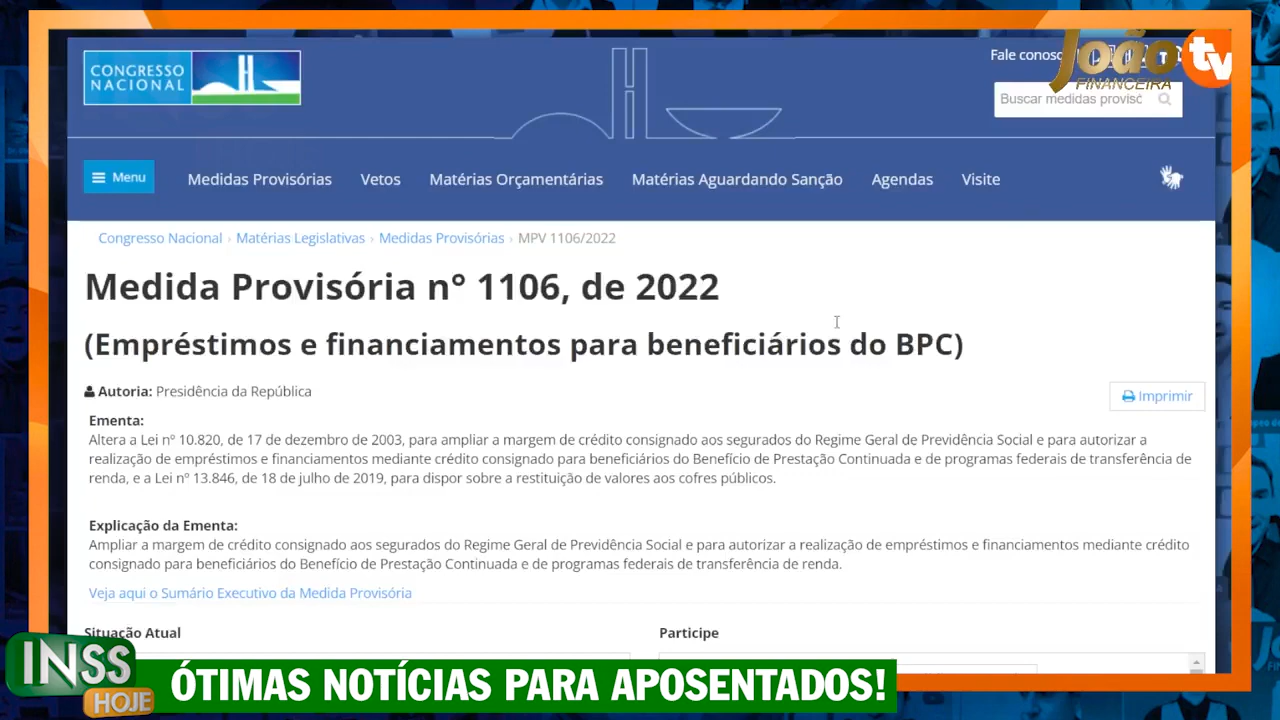 CONGRESSO
NACIONAL
Fale conosc
João
tv
FINANCEIRA
Buscar medidas provisó
Menu
Medidas Provisórias
Vetos
Matérias Orçamentárias
Matérias Aguardando Sanção
Agendas
Visite
Congresso Nacional › Matérias Legislativas › Medidas Provisórias › MPV 1106/2022
Medida Provisória n° 1106, de 2022
(Empréstimos e financiamentos para beneficiários do BPC)
Autoria: Presidência da República
Imprimir
Ementa:
Altera a Lei nº 10.820, de 17 de dezembro de 2003, para ampliar a margem de crédito consignado aos segurados do Regime Geral de Previdência Social e para autorizar a
realização de empréstimos e financiamentos mediante crédito consignado para beneficiários do Benefício de Prestação Continuada e de programas federais de transferência de
renda, e a Lei nº 13.846, de 18 de julho de 2019, para dispor sobre a restituição de valores aos cofres públicos.
Explicação da Ementa:
Ampliar a margem de crédito consignado aos segurados do Regime Geral de Previdência Social e para autorizar a realização de empréstimos e financiamentos mediante crédito
consignado para beneficiários do Benefício de Prestação Continuada e de programas federais de transferência de renda.
Veja aqui o Sumário Executivo da Medida Provisória
Situação Atual
Participe
INSS
HOJE
ÓTIMAS NOTÍCIAS PARA APOSENTADOS!